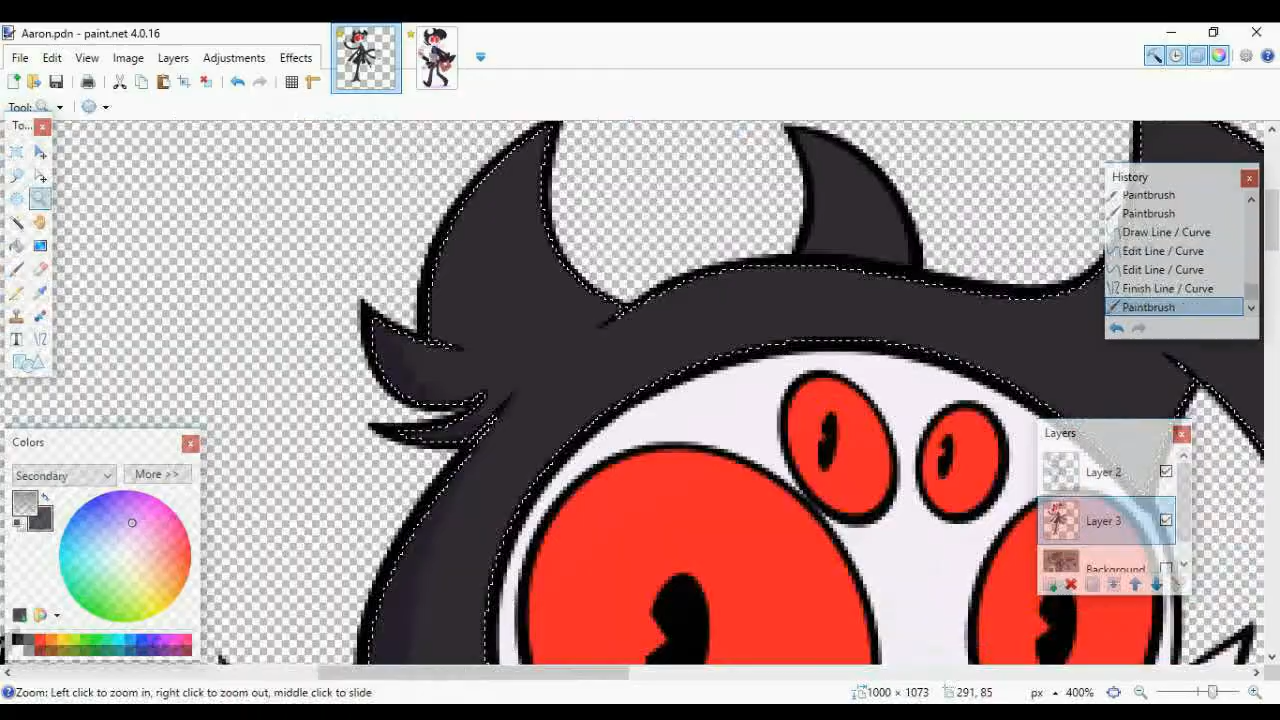 Aaron.pdn - paint.net 4.0.16
File Edit View Image Layers Adjustments Effects
Tool:
To...
History
Paintbrush
Paintbrush
Draw Line / Curve
Edit Line / Curve
Edit Line / Curve
Finish Line / Curve
Paintbrush
Colors
Secondary
More >>
Layers
Layer 2
Layer 3
Background
Zoom: Left click to zoom in, right click to zoom out, middle click to slide
1000 × 1073
291, 85
px
400%